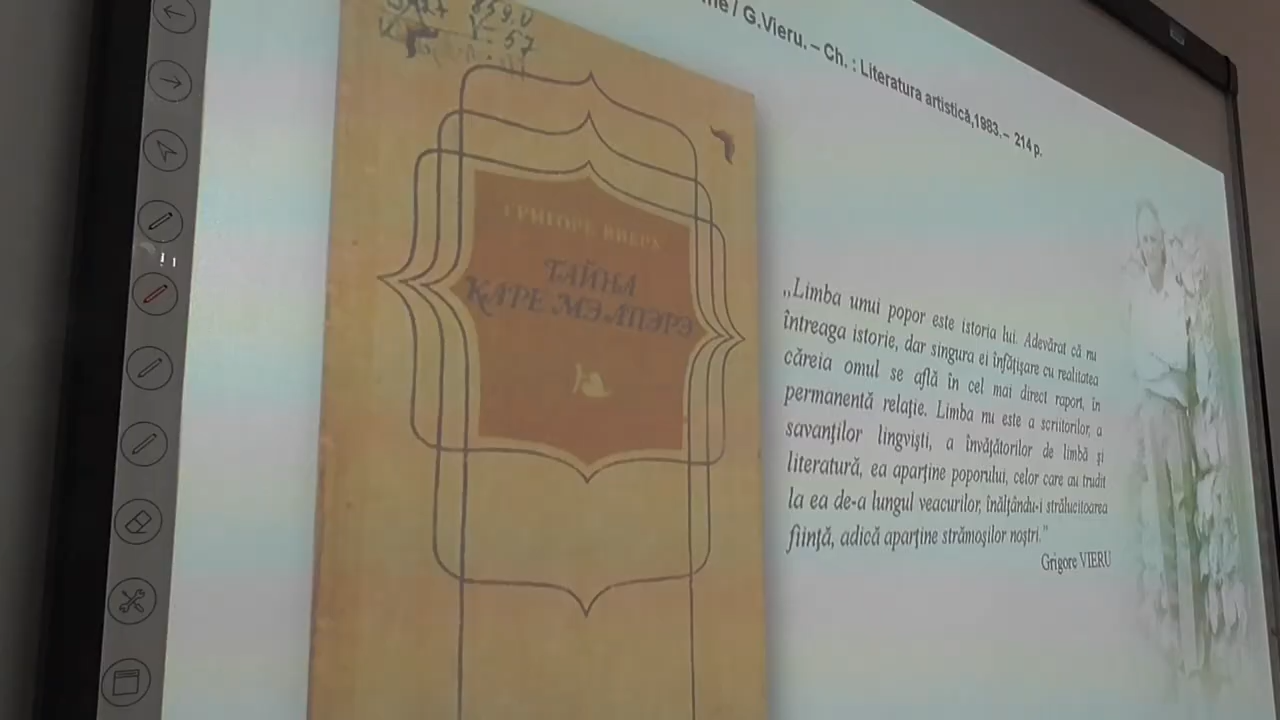 / G.Vieru. – Ch. : Literatura artistică,1983. – 214 p.
859.0
ГРИГОРЕ ВИЕРУ
ТАЙНА
КАРЕ МЭ АПЭРЭ
„Limba unui popor este istoria lui. Adevărat că nu
întreaga istorie, dar singura ei înfățișare cu realitatea
căreia omul se află în cel mai direct raport, în
permanentă relație. Limba nu este a scriitorilor, a
savanților lingviști, a învățătorilor de limbă și
literatură, ea aparține poporului, celor care au trudit
la ea de-a lungul veacurilor, înălțându-i strălucitoarea
ființă, adică aparține strămoșilor noștri."
Grigore VIERU